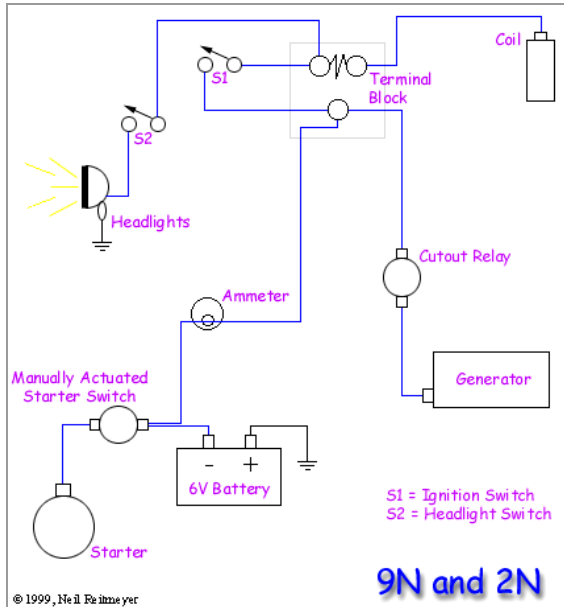 Coil
S1
Terminal
Block
S2
Headlights
Cutout Relay
Ammeter
Manually Actuated
Starter Switch
Generator
- +
6V Battery
S1 = Ignition Switch
S2 = Headlight Switch
Starter
9N and 2N
© 1999, Neil Reitmeyer